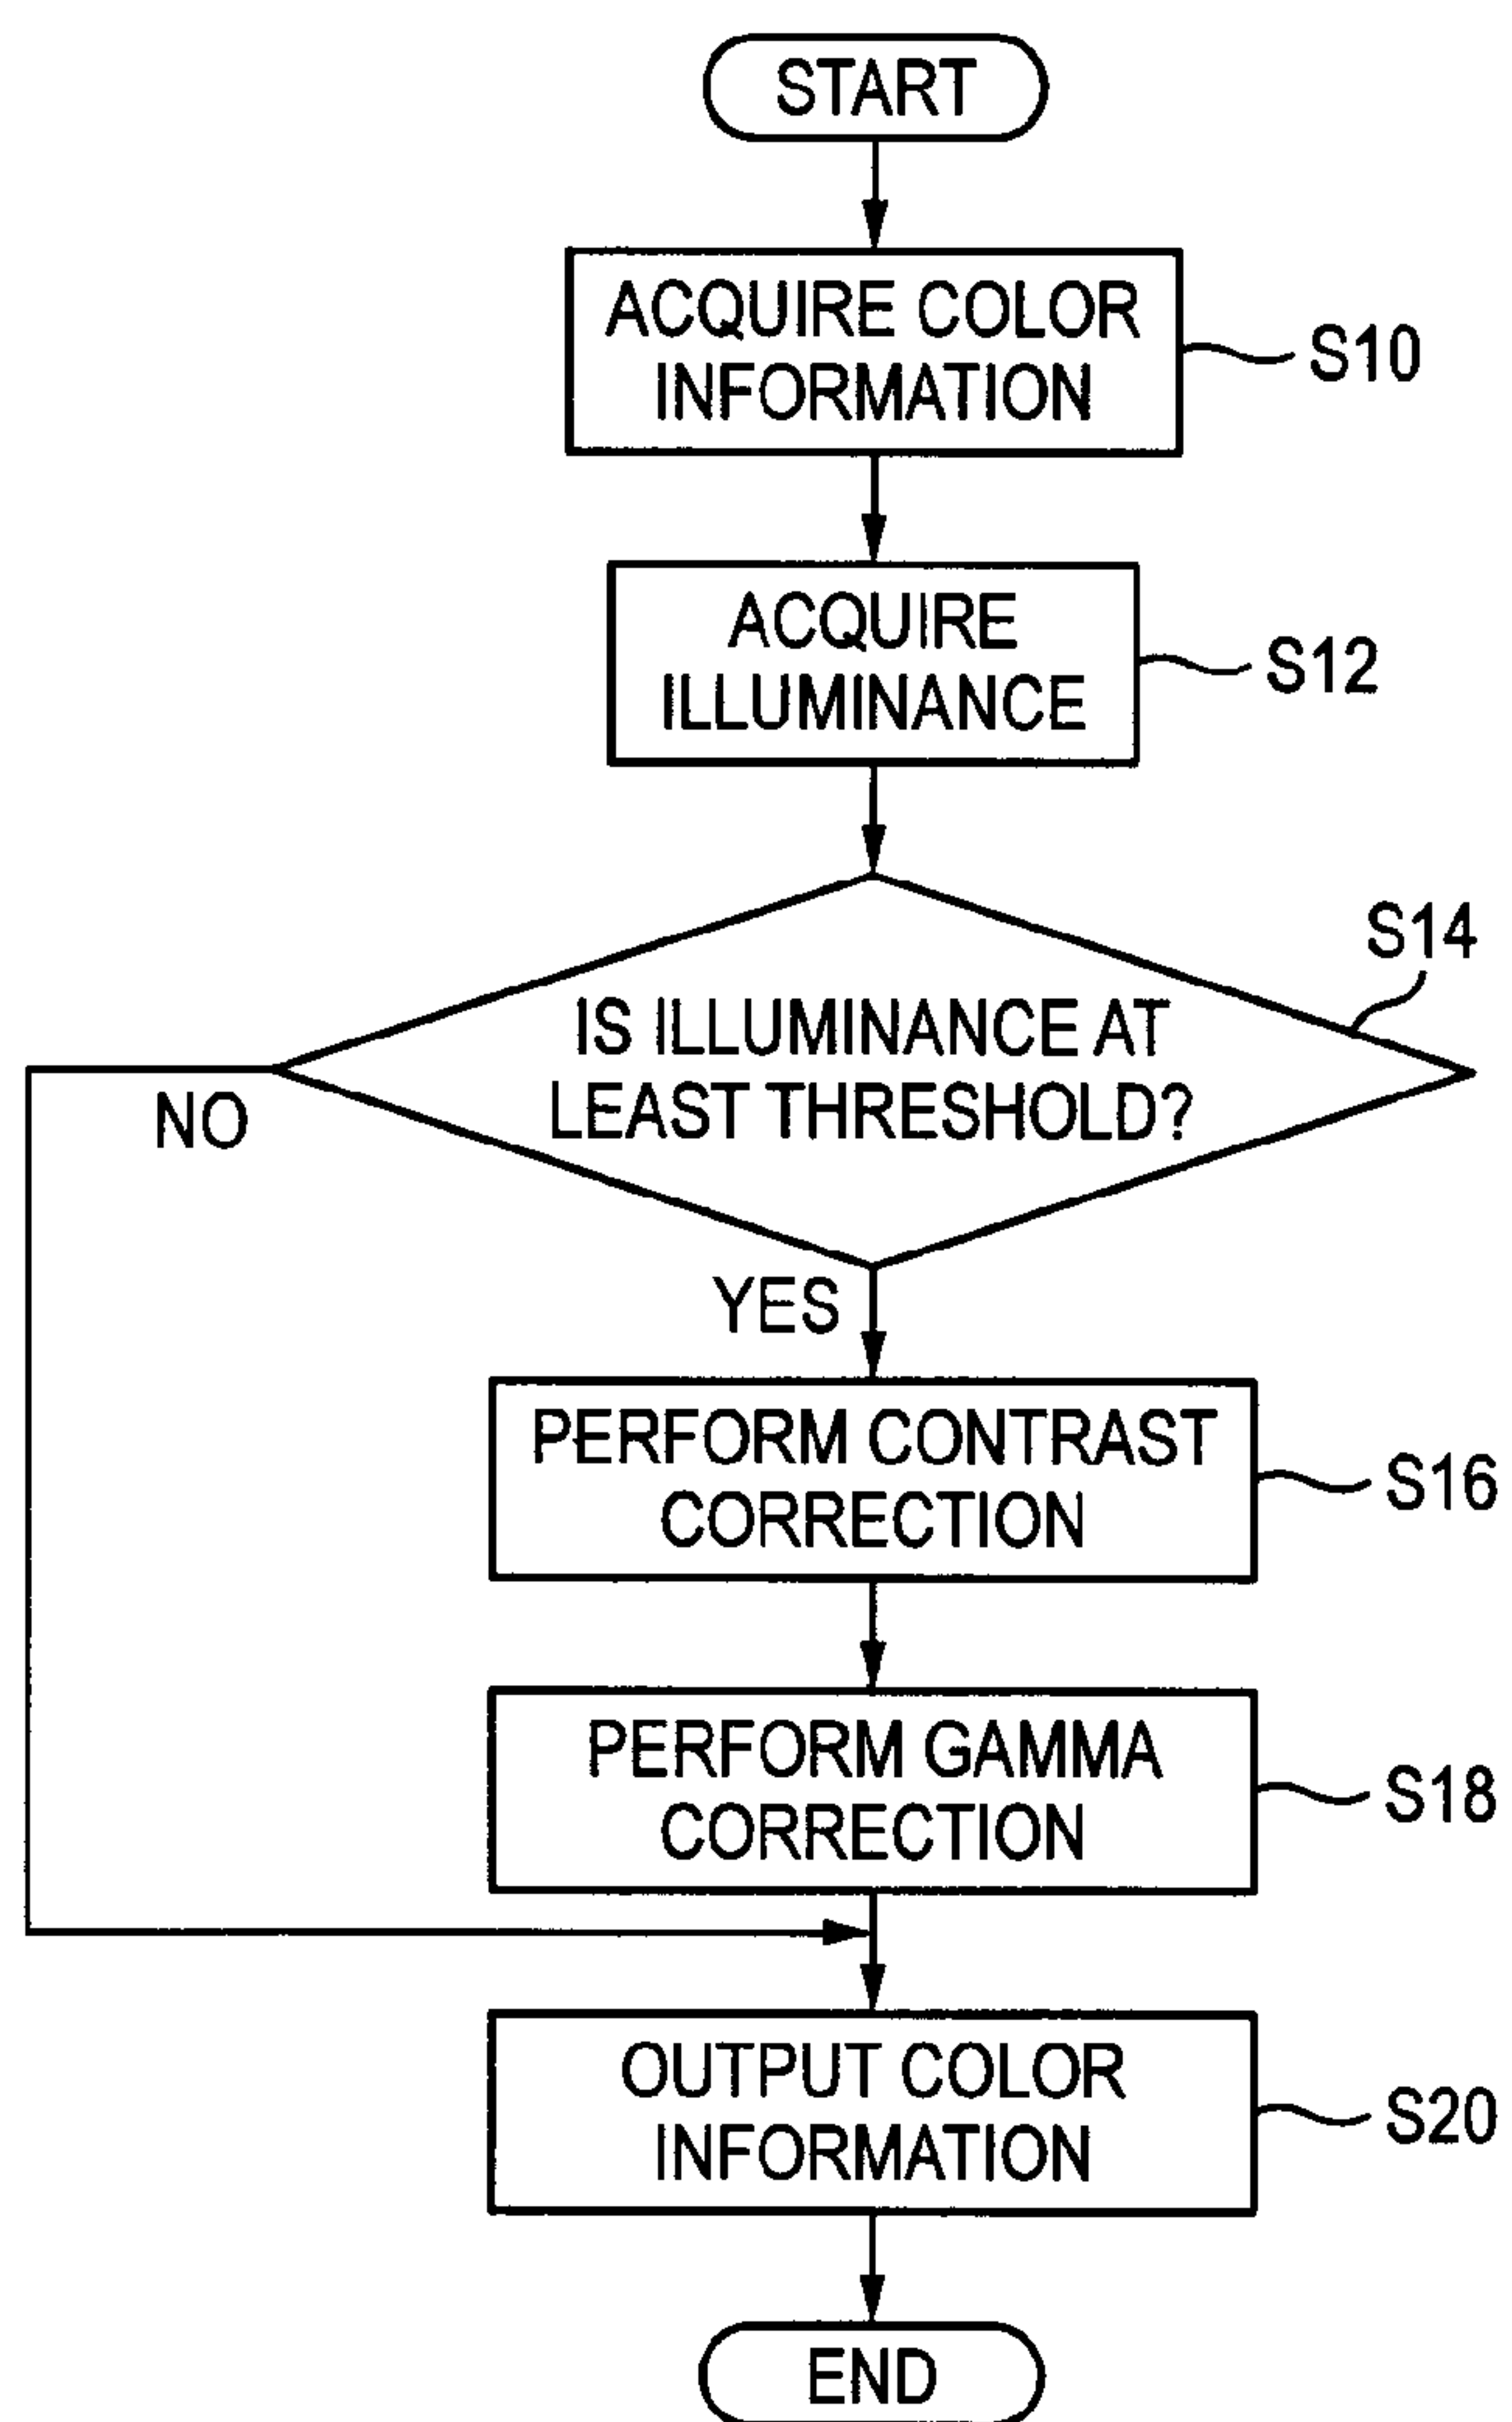 START
ACQUIRE COLOR
INFORMATION
S10
ACQUIRE
ILLUMINANCE
S12
S14
IS ILLUMINANCE AT
LEAST THRESHOLD?
NO
YES
PERFORM CONTRAST
CORRECTION
S16
PERFORM GAMMA
CORRECTION
S18
OUTPUT COLOR
INFORMATION
S20
END